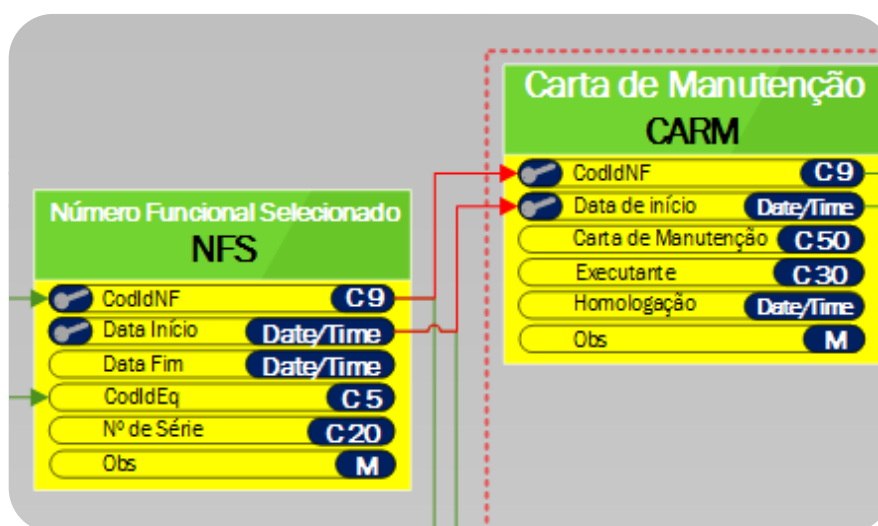 Número Funcional Selecionado
NFS
CodIdNF C9
Data Início Date/Time
Data Fim Date/Time
CodIdEq C5
Nº de Série C20
Obs M
Carta de Manutenção
CARM
CodIdNF C9
Data de início Date/Time
Carta de Manutenção C50
Executante C30
Homologação Date/Time
Obs M